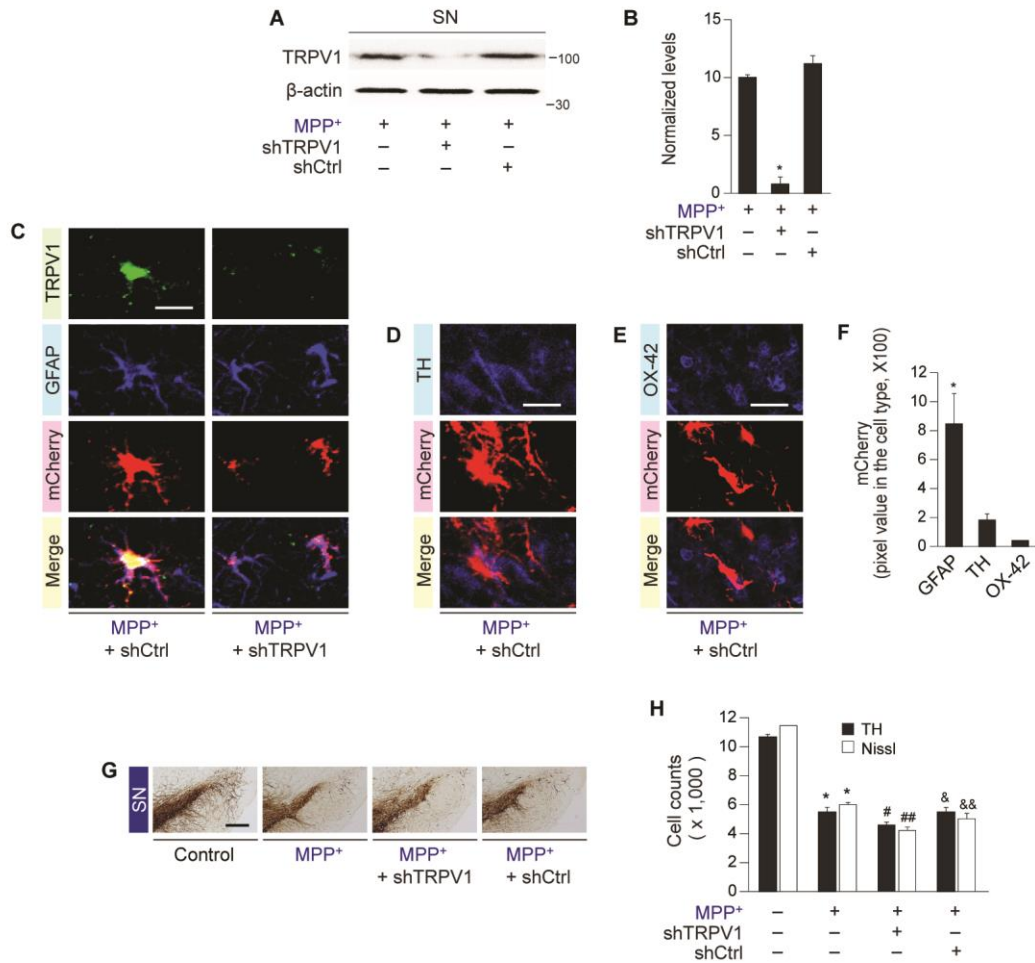 A
SN
TRPV1
–100
β-actin
–30
MPP⁺ + + +
shTRPV1 – + –
shCtrl – – +
B
Normalized levels
15
10
5
0
*
MPP⁺ + + +
shTRPV1 – + –
shCtrl – – +
C
TRPV1
GFAP
mCherry
Merge
MPP⁺
+ shCtrl
MPP⁺
+ shTRPV1
D
TH
mCherry
Merge
MPP⁺
+ shCtrl
E
OX-42
mCherry
Merge
MPP⁺
+ shCtrl
F
mCherry
(pixel value in the cell type, X100)
12
10
8
6
4
2
0
*
GFAP
TH
OX-42
G
SN
Control
MPP⁺
MPP⁺
+ shTRPV1
MPP⁺
+ shCtrl
H
Cell counts
( x 1,000 )
12
10
8
6
4
2
0
TH
Nissl
* * # ## & &&
MPP⁺ – + + +
shTRPV1 – – + –
shCtrl – – – +